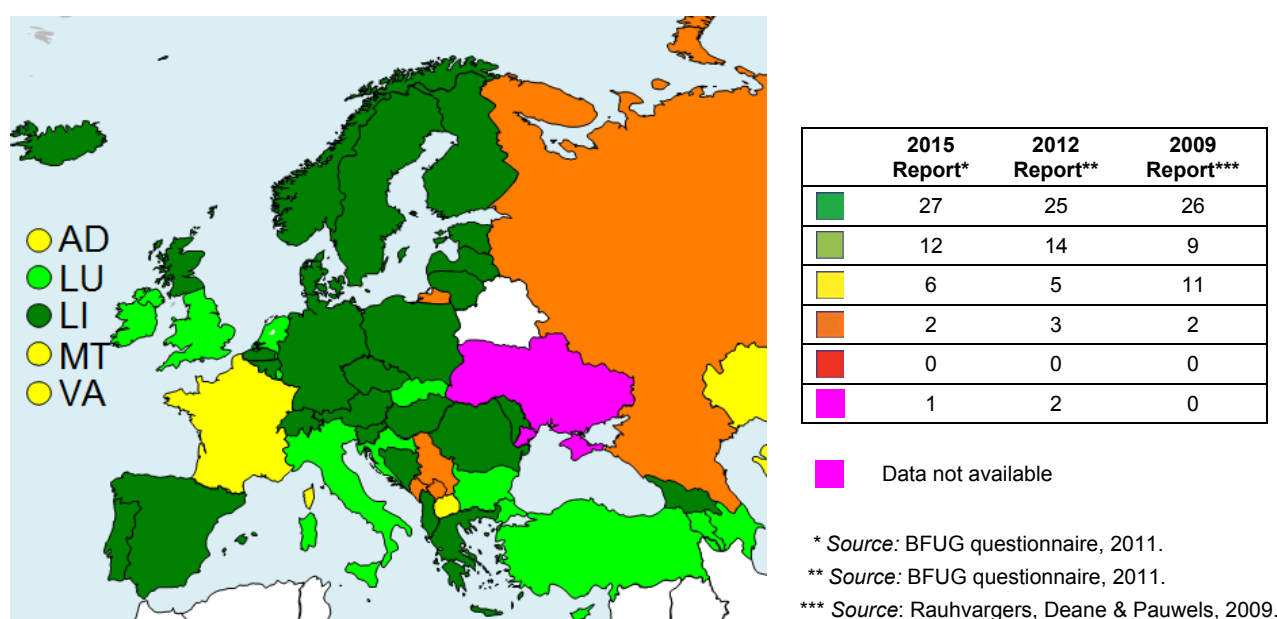 AD
LU
LI
MT
VA
2015 Report* 2012 Report** 2009 Report***
27 25 26
12 14 9
6 5 11
2 3 2
0 0 0
1 2 0
Data not available
* Source: BFUG questionnaire, 2011.
** Source: BFUG questionnaire, 2011.
*** Source: Rauhvargers, Deane & Pauwels, 2009.